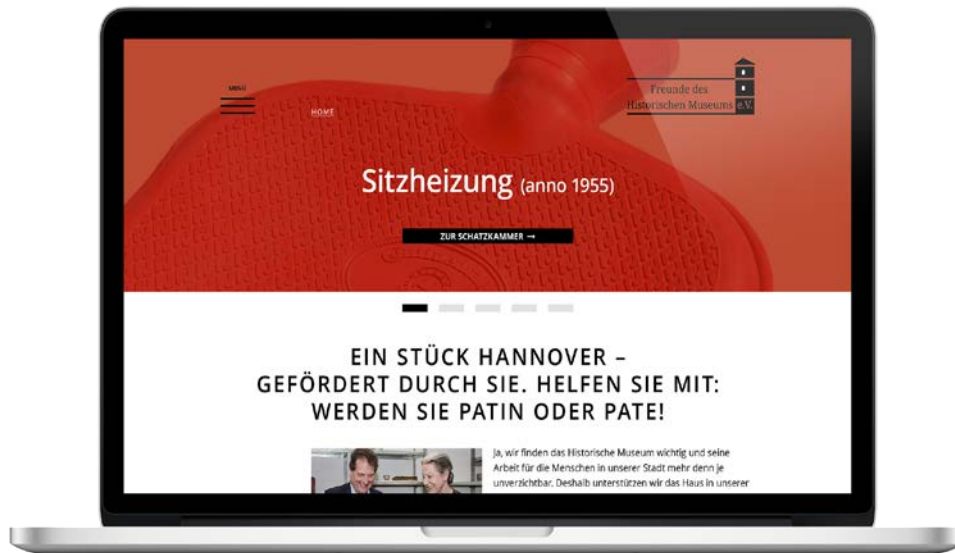 MENÜ
HOME
Freunde des
Historischen Museums e.V.
Sitzheizung (anno 1955)
ZUR SCHATZKAMMER →
EIN STÜCK HANNOVER –
GEFÖRDERT DURCH SIE. HELFEN SIE MIT:
WERDEN SIE PATIN ODER PATE!
Ja, wir finden das Historische Museum wichtig und seine
Arbeit für die Menschen in unserer Stadt mehr denn je
unverzichtbar. Deshalb unterstützen wir das Haus in unserer